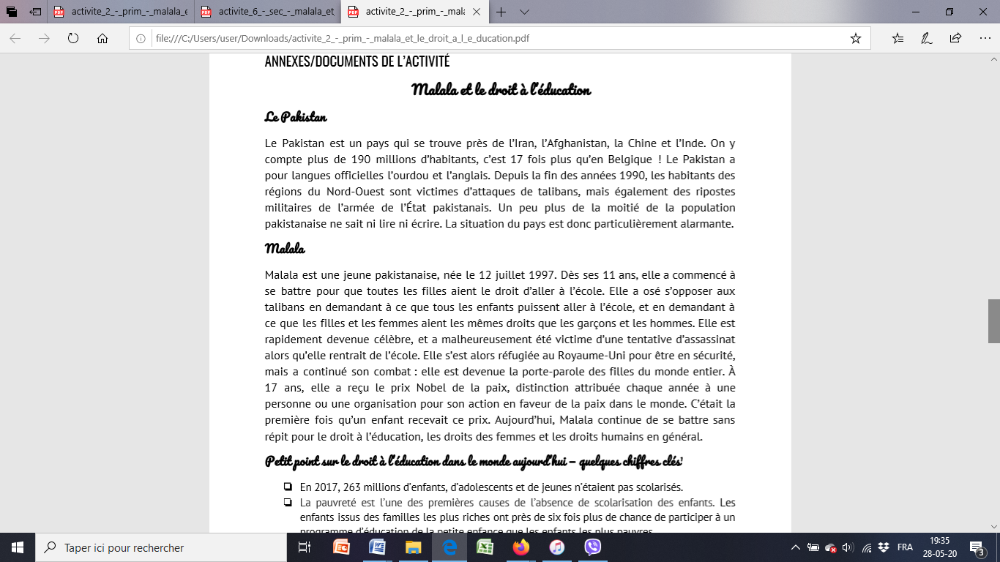 activite_2_-_prim_-_malala_e
activite_6_-_sec_-_malala_et_
activite_2_-_prim_-_mala
file:///C:/Users/user/Downloads/activite_2_-_prim_-_malala_et_le_droit_a_l_e_ducation.pdf
ANNEXES/DOCUMENTS DE L'ACTIVITÉ
Malala et le droit à l'éducation
Le Pakistan
Le Pakistan est un pays qui se trouve près de l'Iran, l'Afghanistan, la Chine et l'Inde. On y
compte plus de 190 millions d'habitants, c'est 17 fois plus qu'en Belgique ! Le Pakistan a
pour langues officielles l'ourdou et l'anglais. Depuis la fin des années 1990, les habitants des
régions du Nord-Ouest sont victimes d'attaques de talibans, mais également des ripostes
militaires de l'armée de l'État pakistanais. Un peu plus de la moitié de la population
pakistanaise ne sait ni lire ni écrire. La situation du pays est donc particulièrement alarmante.
Malala
Malala est une jeune pakistanaise, née le 12 juillet 1997. Dès ses 11 ans, elle a commencé à
se battre pour que toutes les filles aient le droit d'aller à l'école. Elle a osé s'opposer aux
talibans en demandant à ce que tous les enfants puissent aller à l'école, et en demandant à
ce que les filles et les femmes aient les mêmes droits que les garçons et les hommes. Elle est
rapidement devenue célèbre, et a malheureusement été victime d'une tentative d'assassinat
alors qu'elle rentrait de l'école. Elle s'est alors réfugiée au Royaume-Uni pour être en sécurité,
mais a continué son combat : elle est devenue la porte-parole des filles du monde entier. À
17 ans, elle a reçu le prix Nobel de la paix, distinction attribuée chaque année à une
personne ou une organisation pour son action en faveur de la paix dans le monde. C'était la
première fois qu'un enfant recevait ce prix. Aujourd'hui, Malala continue de se battre sans
répit pour le droit à l'éducation, les droits des femmes et les droits humains en général.
Petit point sur le droit à l'éducation dans le monde aujourd'hui – quelques chiffres clés¹
En 2017, 263 millions d'enfants, d'adolescents et de jeunes n'étaient pas scolarisés.
La pauvreté est l'une des premières causes de l'absence de scolarisation des enfants. Les
enfants issus des familles les plus riches ont près de six fois plus de chance de participer à un
programme d'éducation de la petite enfance que les enfants les plus pauvres.
Taper ici pour rechercher
FRA
19:35
28-05-20
3